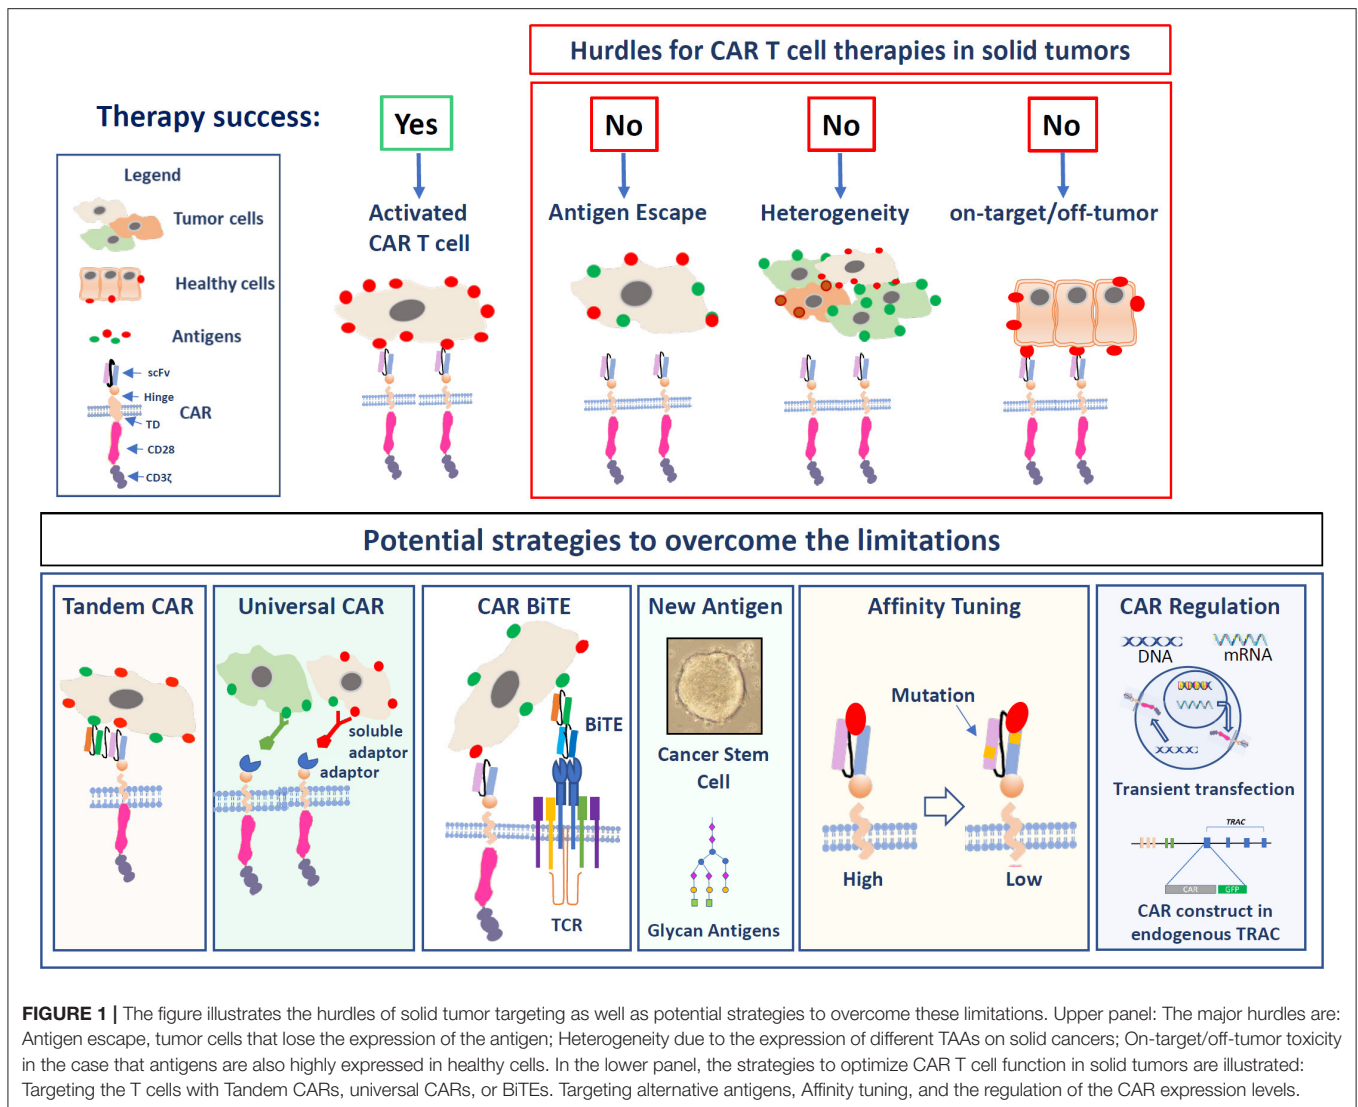 Hurdles for CAR T cell therapies in solid tumors
Therapy success:
Yes
No
No
No
Legend
Tumor cells
Healthy cells
Antigens
scFv
Hinge
CAR
TD
CD28
CD3ζ
Activated
CAR T cell
Antigen Escape
Heterogeneity
on-target/off-tumor
Potential strategies to overcome the limitations
Tandem CAR
Universal CAR
soluble
adaptor
adaptor
CAR BiTE
BiTE
TCR
New Antigen
Cancer Stem
Cell
Glycan Antigens
Affinity Tuning
Mutation
High
Low
CAR Regulation
DNA
mRNA
Transient transfection
TRAC
CAR
GFP
CAR construct in
endogenous TRAC
FIGURE 1 | The figure illustrates the hurdles of solid tumor targeting as well as potential strategies to overcome these limitations. Upper panel: The major hurdles are:
Antigen escape, tumor cells that lose the expression of the antigen; Heterogeneity due to the expression of different TAAs on solid cancers; On-target/off-tumor toxicity
in the case that antigens are also highly expressed in healthy cells. In the lower panel, the strategies to optimize CAR T cell function in solid tumors are illustrated:
Targeting the T cells with Tandem CARs, universal CARs, or BiTEs. Targeting alternative antigens, Affinity tuning, and the regulation of the CAR expression levels.